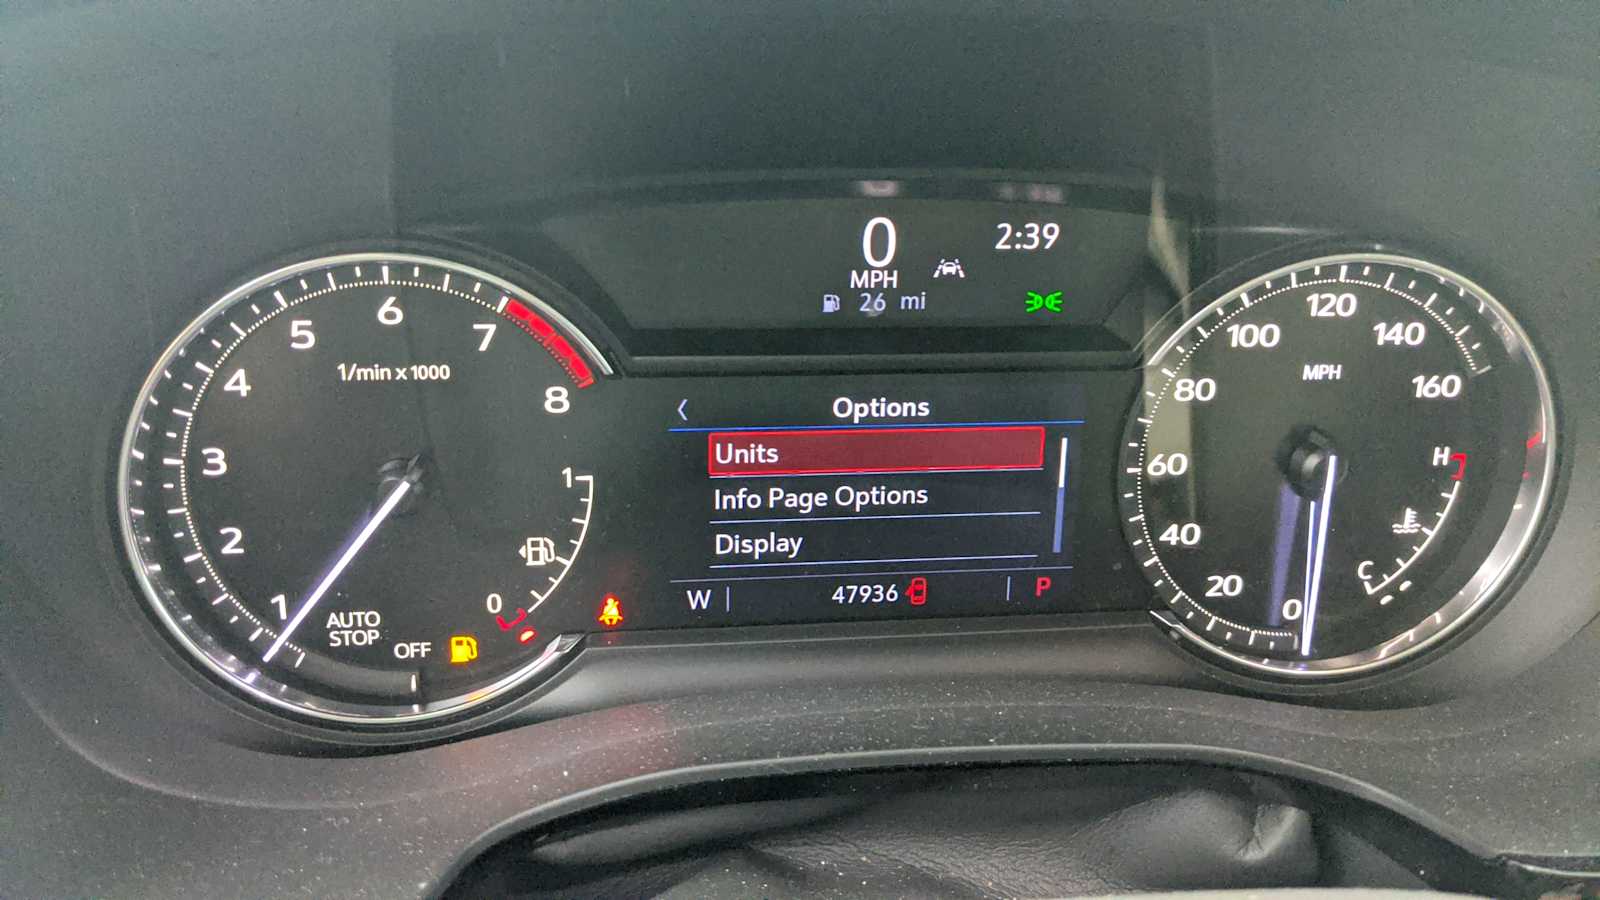 0
MPH
26 mi
2:39
1
2
3
4
5
6
7
8
1/min x 1000
AUTO
STOP
OFF
0
1
< Options
Units
Info Page Options
Display
W 47936 P
0
20
40
60
80
100
120
140
160
MPH
H
C